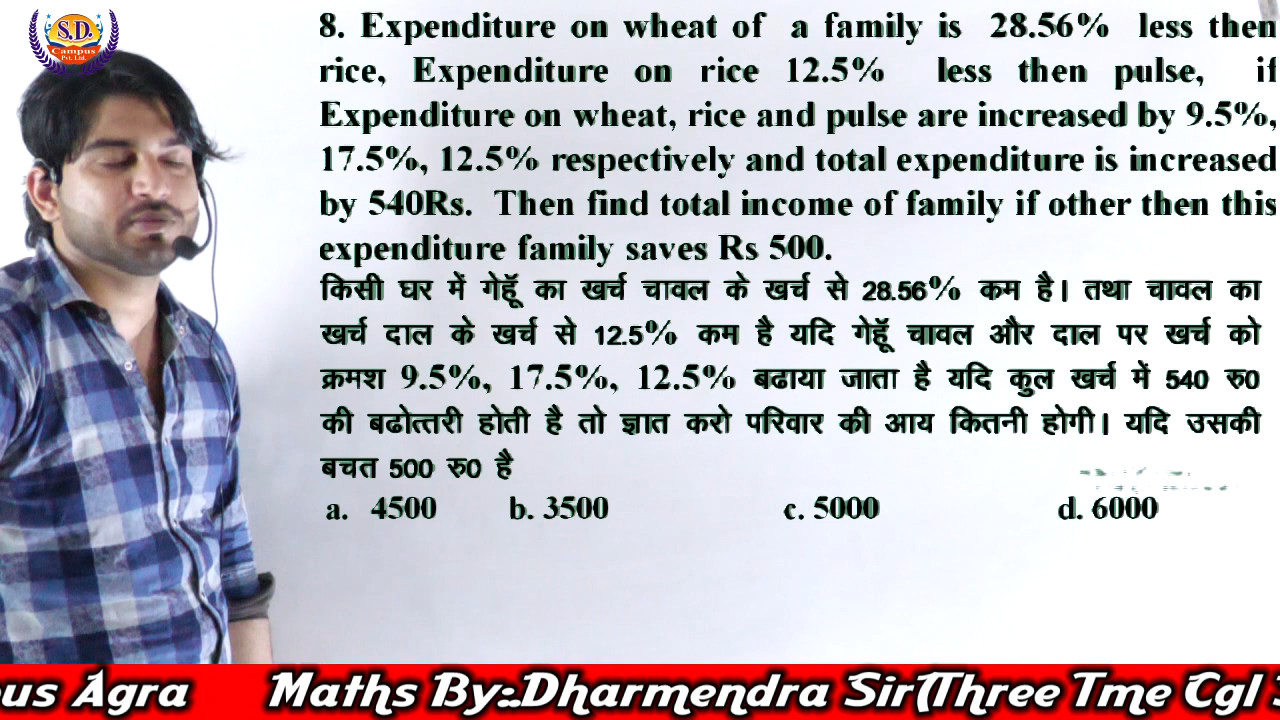 S.D.
Campus
Pvt. Ltd.
8. Expenditure on wheat of a family is 28.56% less then
rice, Expenditure on rice 12.5% less then pulse, if
Expenditure on wheat, rice and pulse are increased by 9.5%,
17.5%, 12.5% respectively and total expenditure is increased
by 540Rs. Then find total income of family if other then this
expenditure family saves Rs 500.
किसी घर में गेहूॅ का खर्च चावल के खर्च से 28.56% कम है। तथा चावल का
खर्च दाल के खर्च से 12.5% कम है यदि गेहूॅ चावल और दाल पर खर्च को
क्रमश 9.5%, 17.5%, 12.5% बढाया जाता है यदि कुल खर्च में 540 रु0
की बढोत्तरी होती है तो ज्ञात करो परिवार की आय कितनी होगी। यदि उसकी
बचत 500 रु0 है
a. 4500 b. 3500 c. 5000 d. 6000
pus Agra Maths By:.Dharmendra Sir(Three Tme Cgl